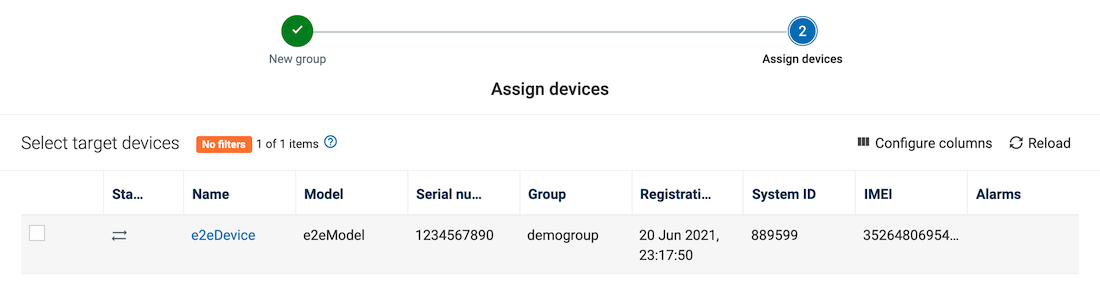 2
New group
Assign devices
Assign devices
Select target devices No filters 1 of 1 items ? Configure columns Reload
Sta... Name Model Serial nu... Group Registrati... System ID IMEI Alarms
e2eDevice e2eModel 1234567890 demogroup 20 Jun 2021, 889599 35264806954...
23:17:50